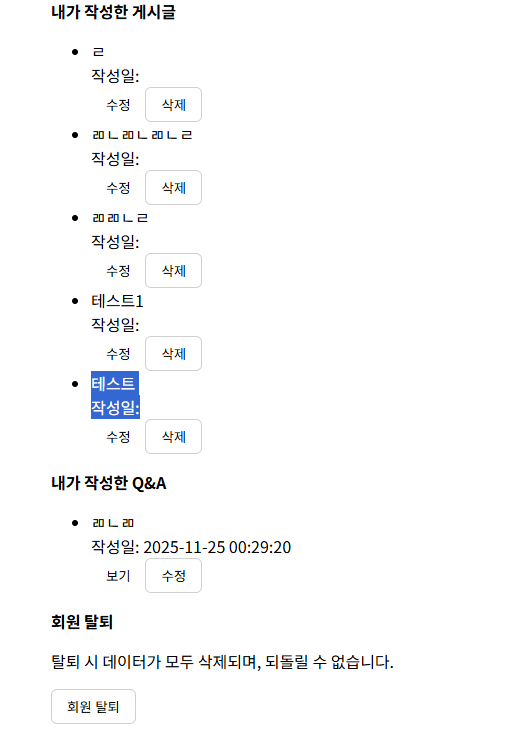 내가 작성한 게시글
ㄹ
작성일:
수정 삭제
ㄻㄴㄻㄴㄻㄴㄹ
작성일:
수정 삭제
ㄻㄻㄴㄹ
작성일:
수정 삭제
테스트1
작성일:
수정 삭제
테스트
작성일:
수정 삭제
내가 작성한 Q&A
ㄻㄴㄻ
작성일: 2025-11-25 00:29:20
보기 수정
회원 탈퇴
탈퇴 시 데이터가 모두 삭제되며, 되돌릴 수 없습니다.
회원 탈퇴